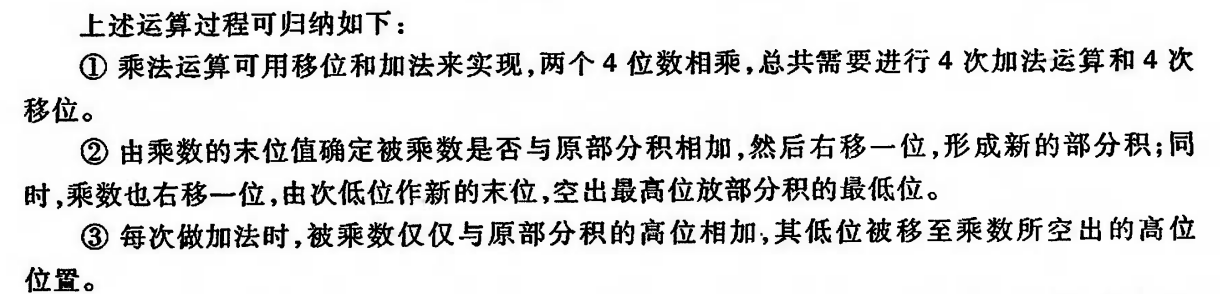 上述运算过程可归纳如下：
① 乘法运算可用移位和加法来实现,两个 4 位数相乘,总共需要进行 4 次加法运算和 4 次
移位。
② 由乘数的末位值确定被乘数是否与原部分积相加,然后右移一位,形成新的部分积;同
时,乘数也右移一位,由次低位作新的末位,空出最高位放部分积的最低位。
③ 每次做加法时,被乘数仅仅与原部分积的高位相加,其低位被移至乘数所空出的高位
位置。